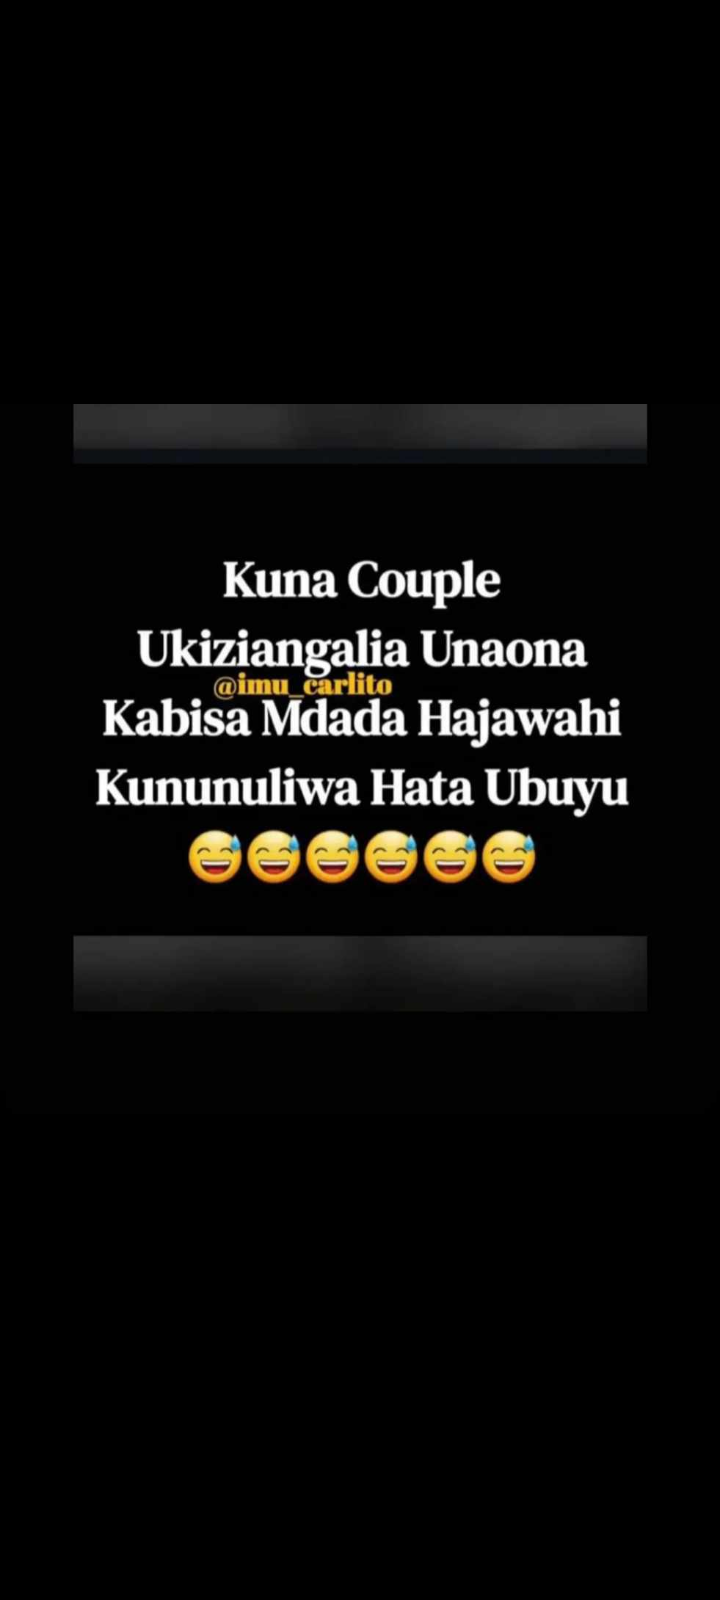 Kuna Couple
Ukiziangalia Unaona
@imu_carlito
Kabisa Mdada Hajawahi
Kununuliwa Hata Ubuyu
😅😅😅😅😅😅